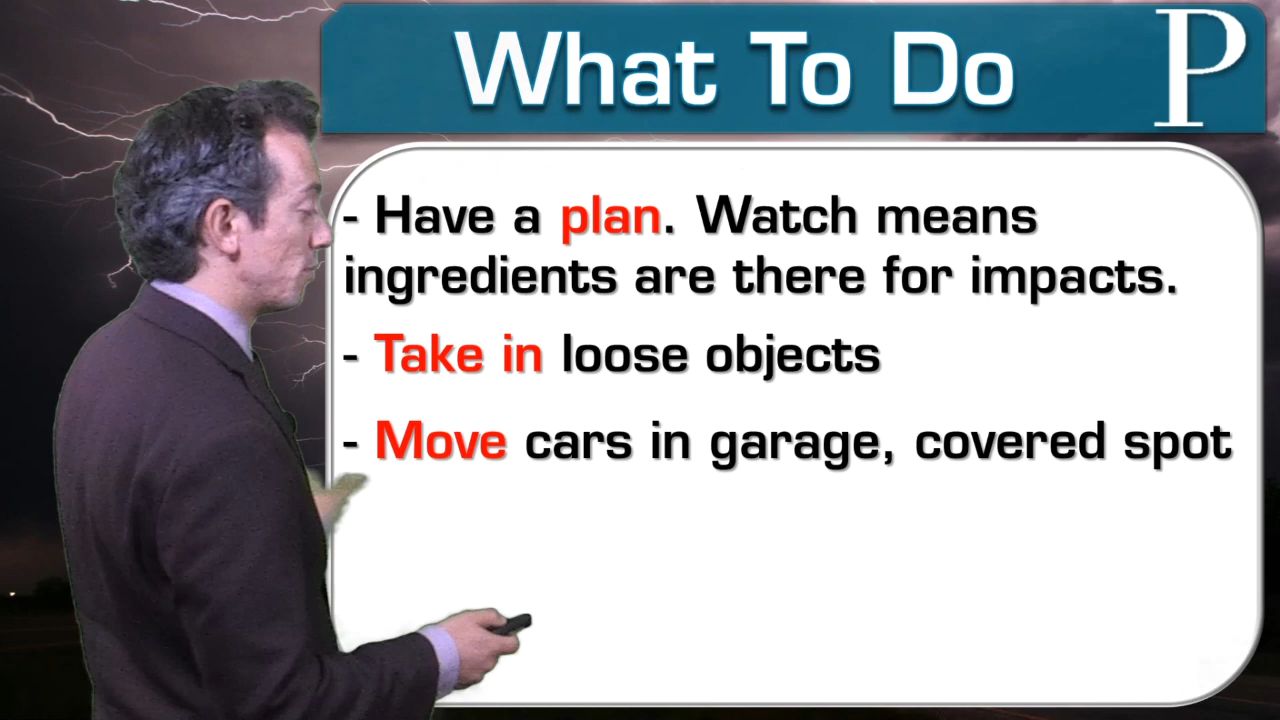 What To Do
P
- Have a plan. Watch means
ingredients are there for impacts.
- Take in loose objects
- Move cars in garage, covered spot